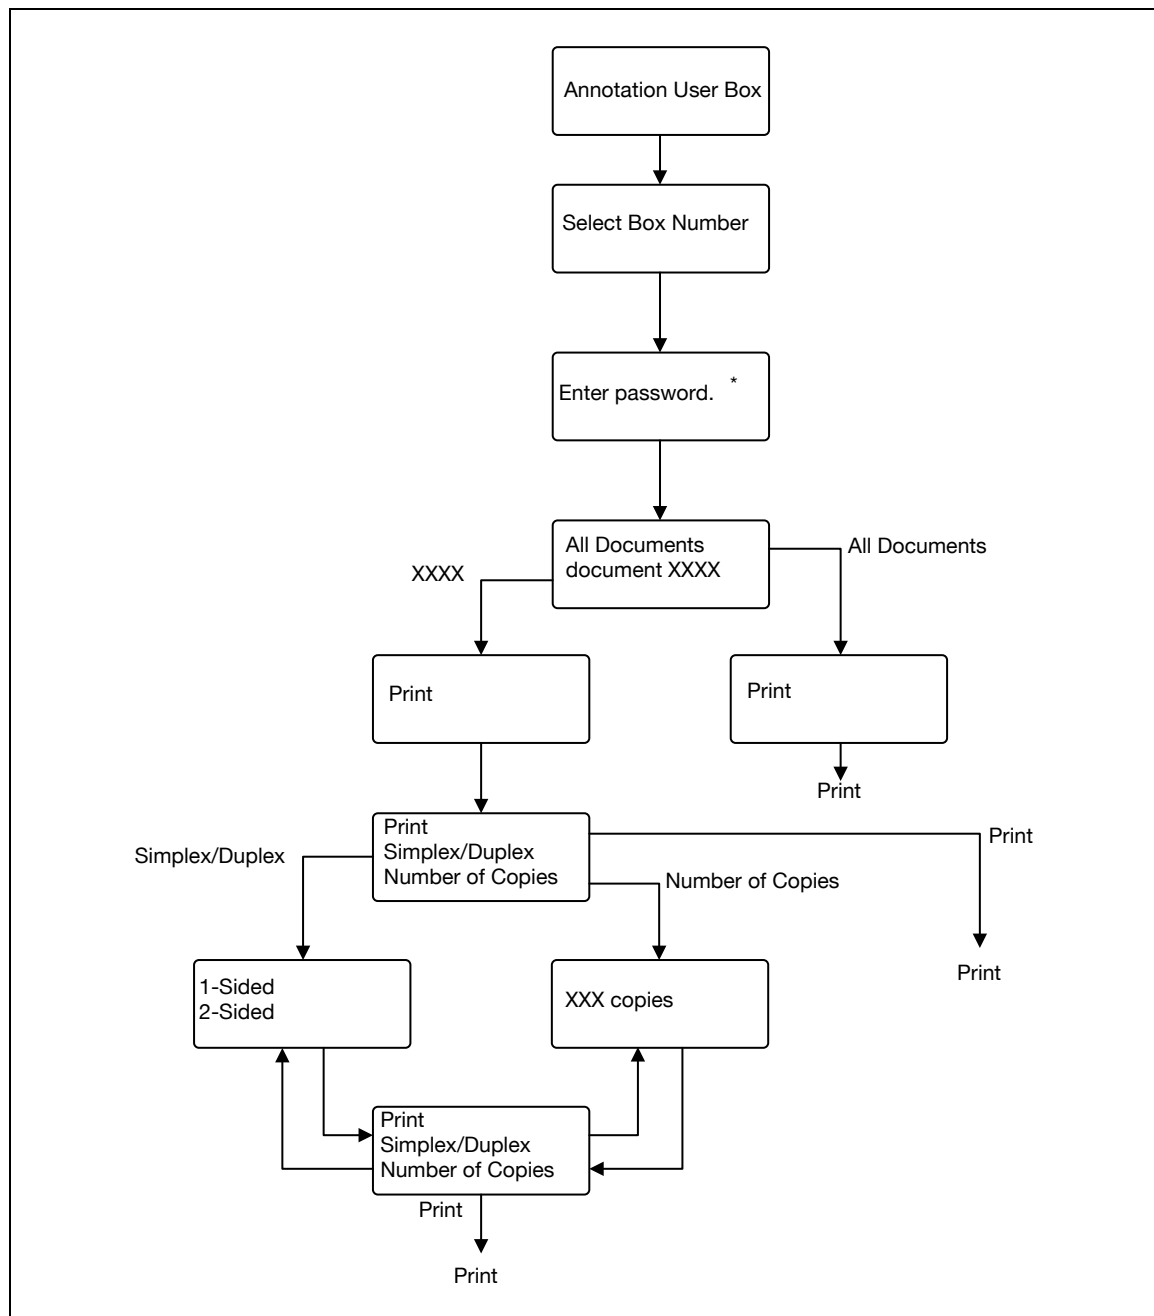 Annotation User Box
Select Box Number
Enter password. *
All Documents
document XXXX
All Documents
XXXX
Print
Print
Print
Print
Simplex/Duplex
Number of Copies
Print
Simplex/Duplex
Number of Copies
Print
1-Sided
2-Sided
XXX copies
Print
Simplex/Duplex
Number of Copies
Print
Print